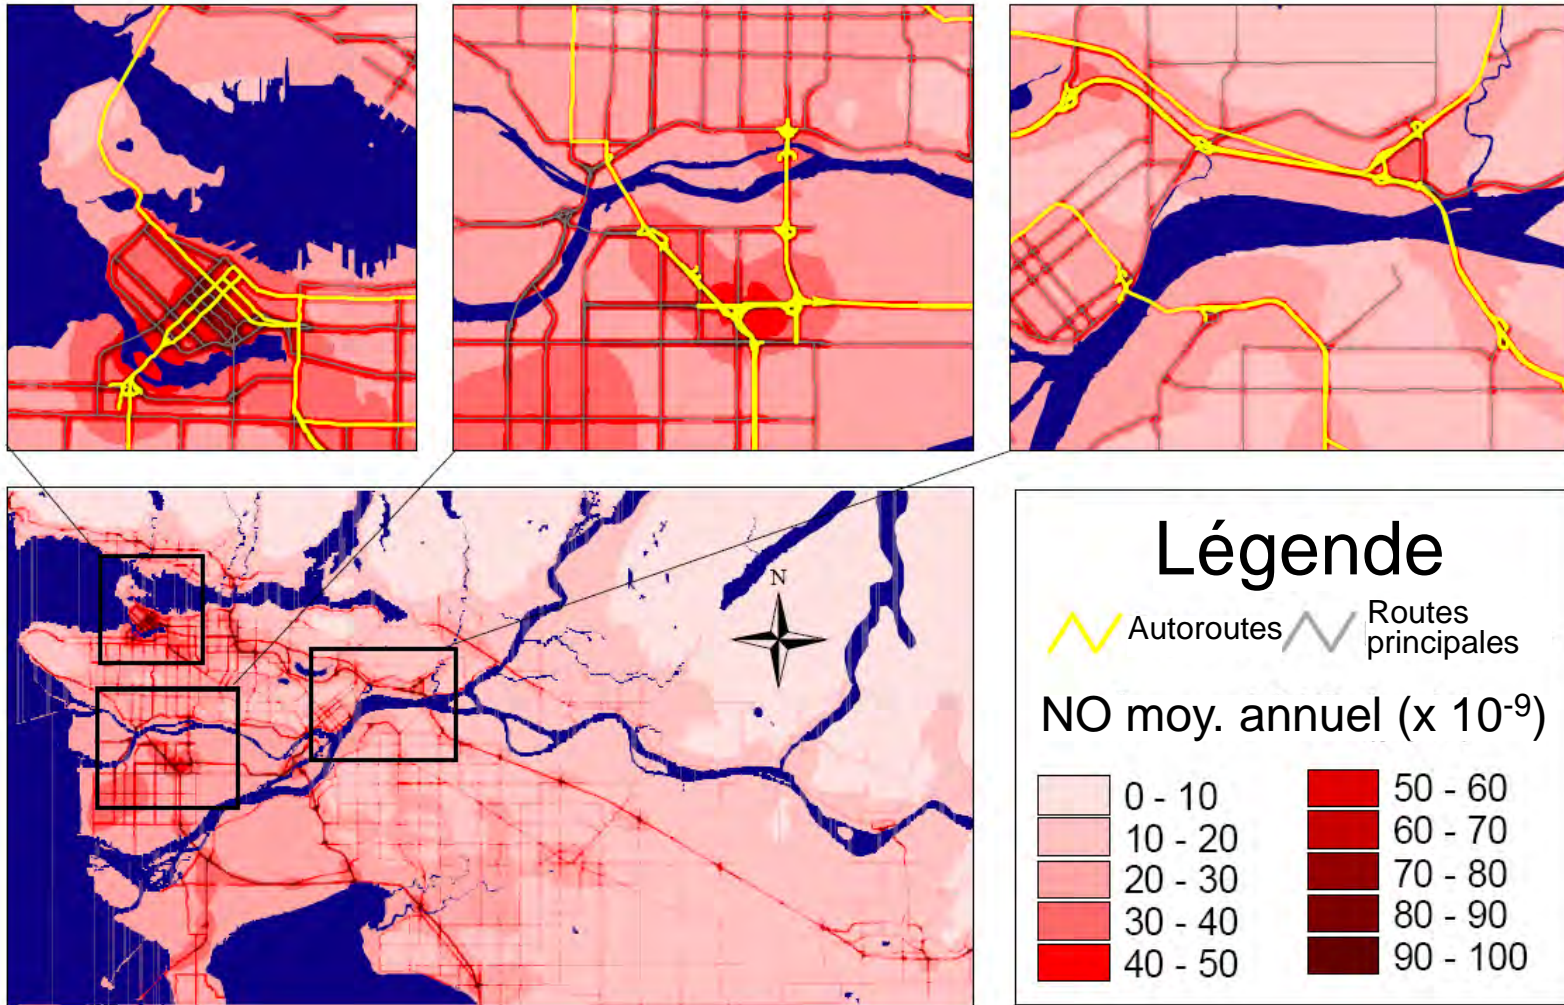 N
Légende
Autoroutes
Routes
principales
NO moy. annuel (x 10⁻⁹)
0 - 10
10 - 20
20 - 30
30 - 40
40 - 50
50 - 60
60 - 70
70 - 80
80 - 90
90 - 100